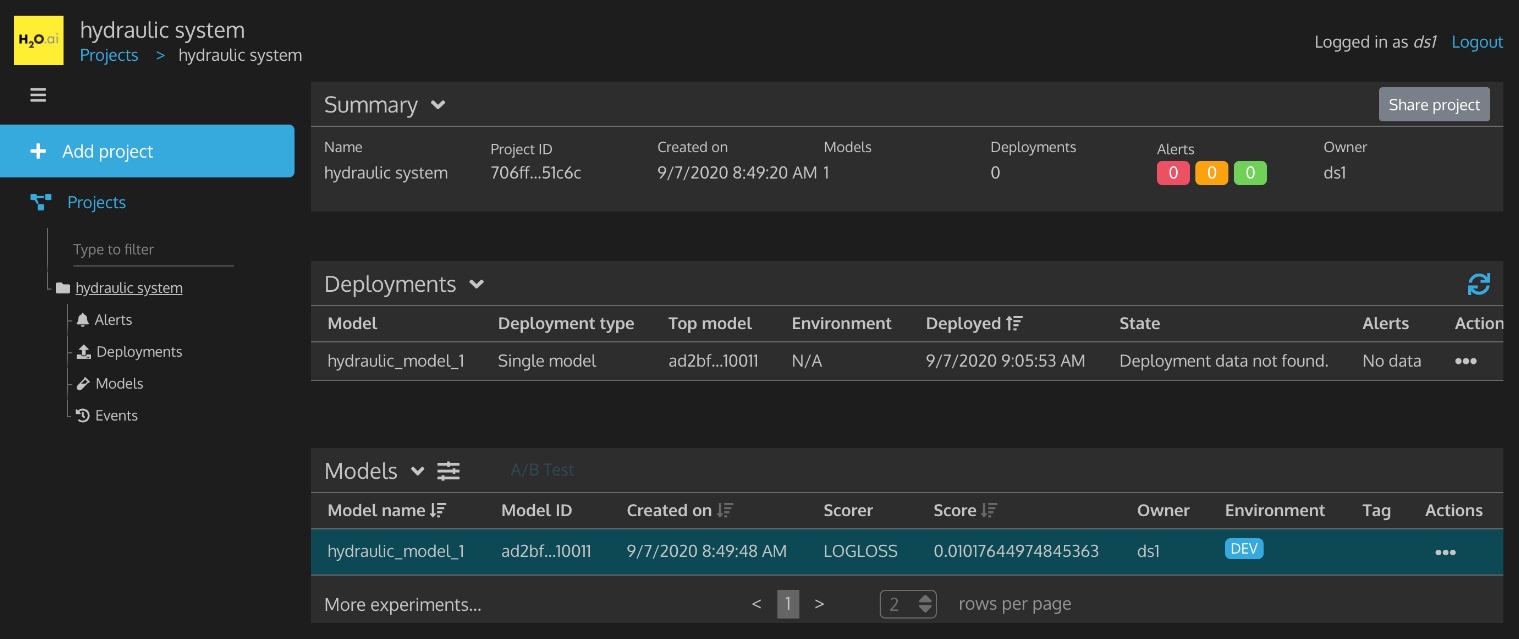 H2O.ai
hydraulic system
Projects > hydraulic system
Logged in as ds1 Logout
Add project
Projects
Type to filter
hydraulic system
Alerts
Deployments
Models
Events
Summary
Share project
Name Project ID Created on Models Deployments Alerts Owner
hydraulic system 706ff...51c6c 9/7/2020 8:49:20 AM 1 0 0 0 0 ds1
Deployments
Model Deployment type Top model Environment Deployed State Alerts Action
hydraulic_model_1 Single model ad2bf...10011 N/A 9/7/2020 9:05:53 AM Deployment data not found. No data
Models A/B Test
Model name Model ID Created on Scorer Score Owner Environment Tag Actions
hydraulic_model_1 ad2bf...10011 9/7/2020 8:49:48 AM LOGLOSS 0.01017644974845363 ds1 DEV
More experiments... < 1 > 2 rows per page